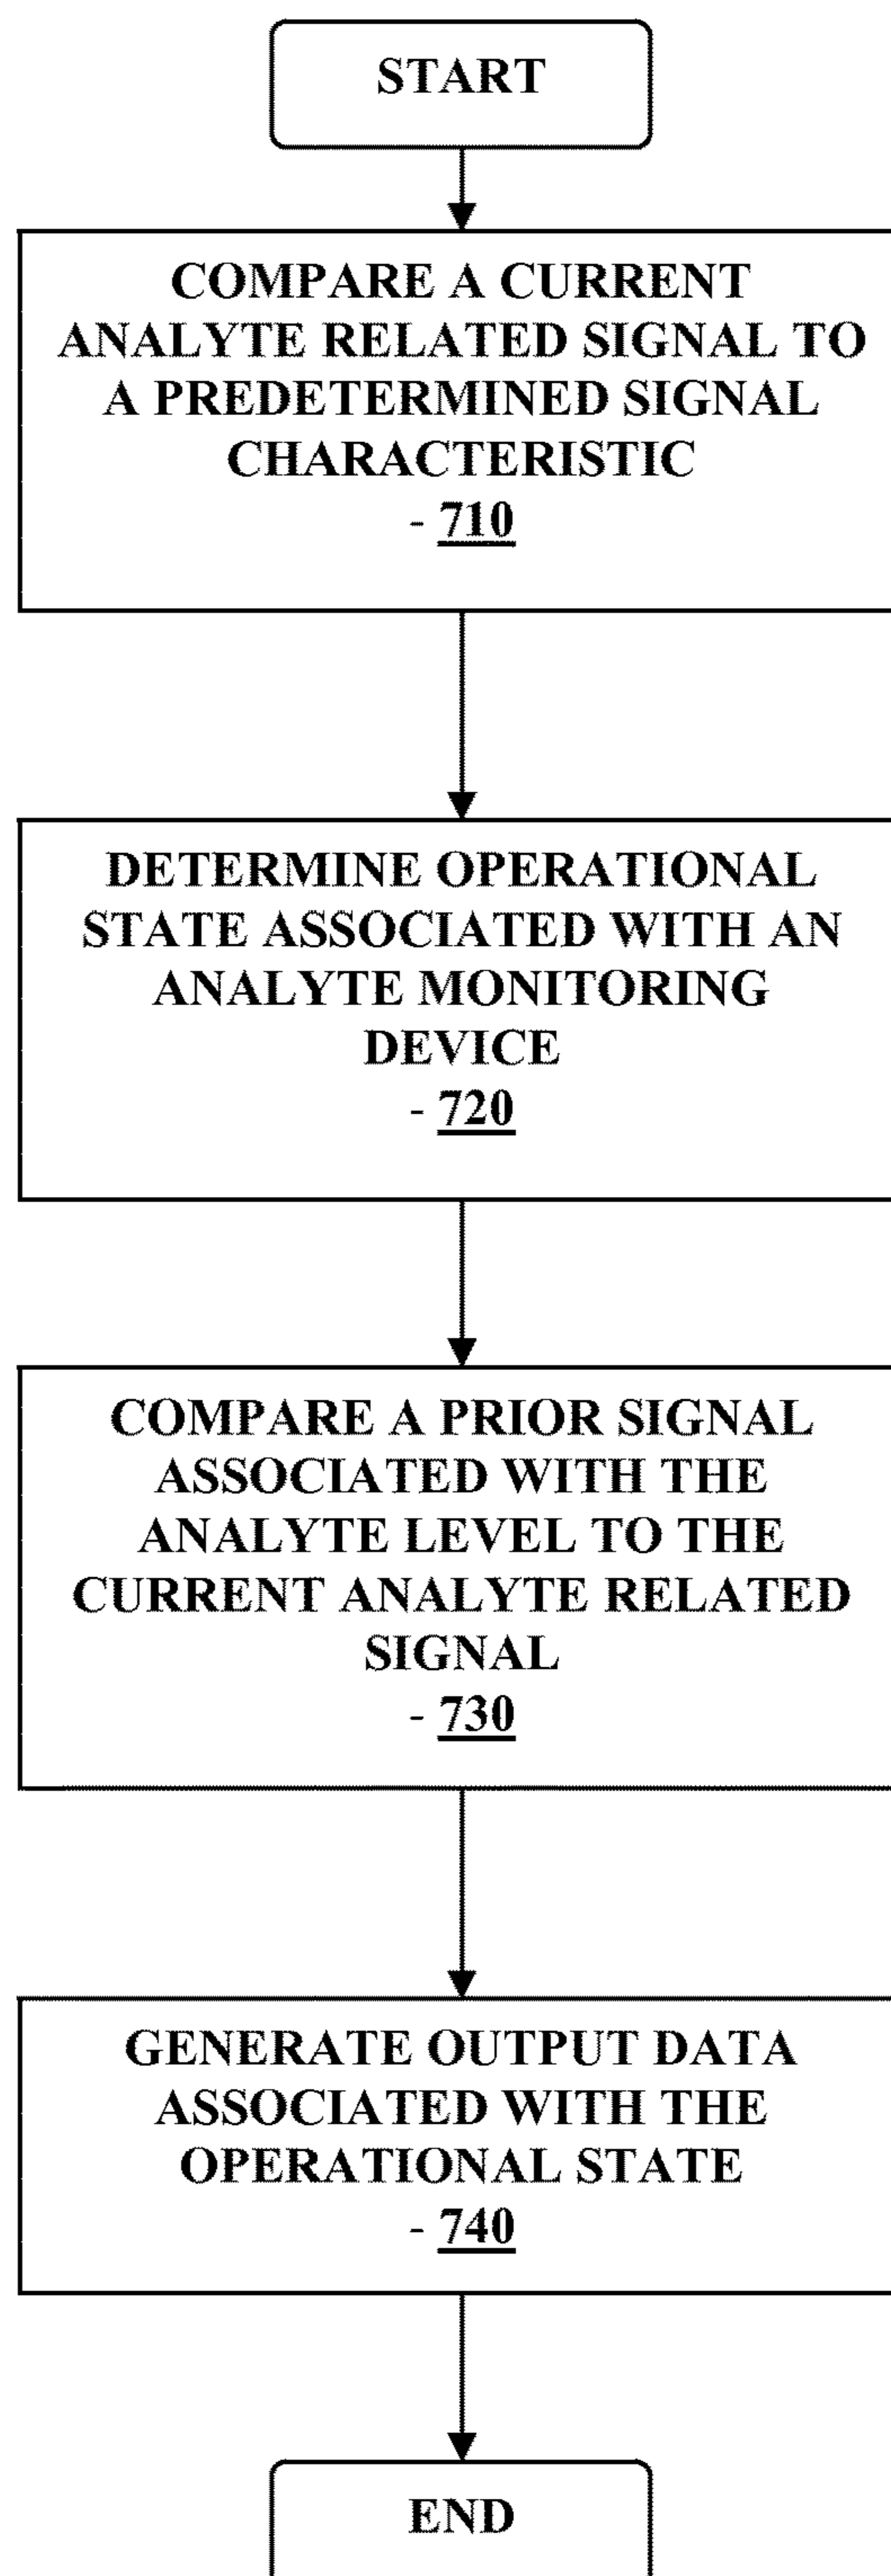 START
COMPARE A CURRENT
ANALYTE RELATED SIGNAL TO
A PREDETERMINED SIGNAL
CHARACTERISTIC
- 710
DETERMINE OPERATIONAL
STATE ASSOCIATED WITH AN
ANALYTE MONITORING
DEVICE
- 720
COMPARE A PRIOR SIGNAL
ASSOCIATED WITH THE
ANALYTE LEVEL TO THE
CURRENT ANALYTE RELATED
SIGNAL
- 730
GENERATE OUTPUT DATA
ASSOCIATED WITH THE
OPERATIONAL STATE
- 740
END